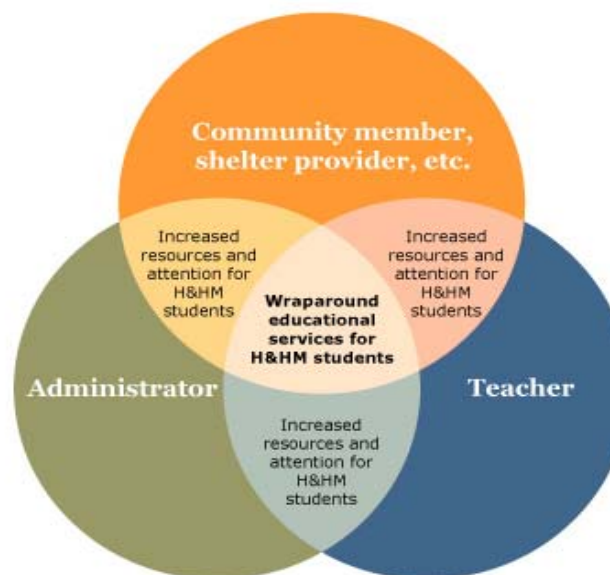 Community member,
shelter provider, etc.
Increased
resources and
attention for
H&HM
students
Increased
resources and
attention for
H&HM
students
Wraparound
educational
services for
H&HM students
Administrator
Teacher
Increased
resources and
attention for
H&HM
students